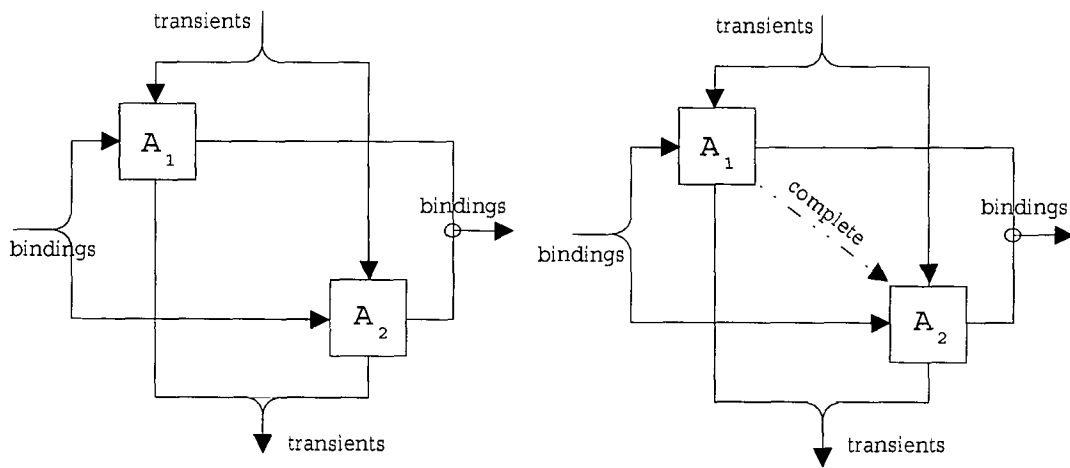 transients
A1
bindings
bindings
A2
transients
transients
A1
complete
bindings
bindings
A2
transients